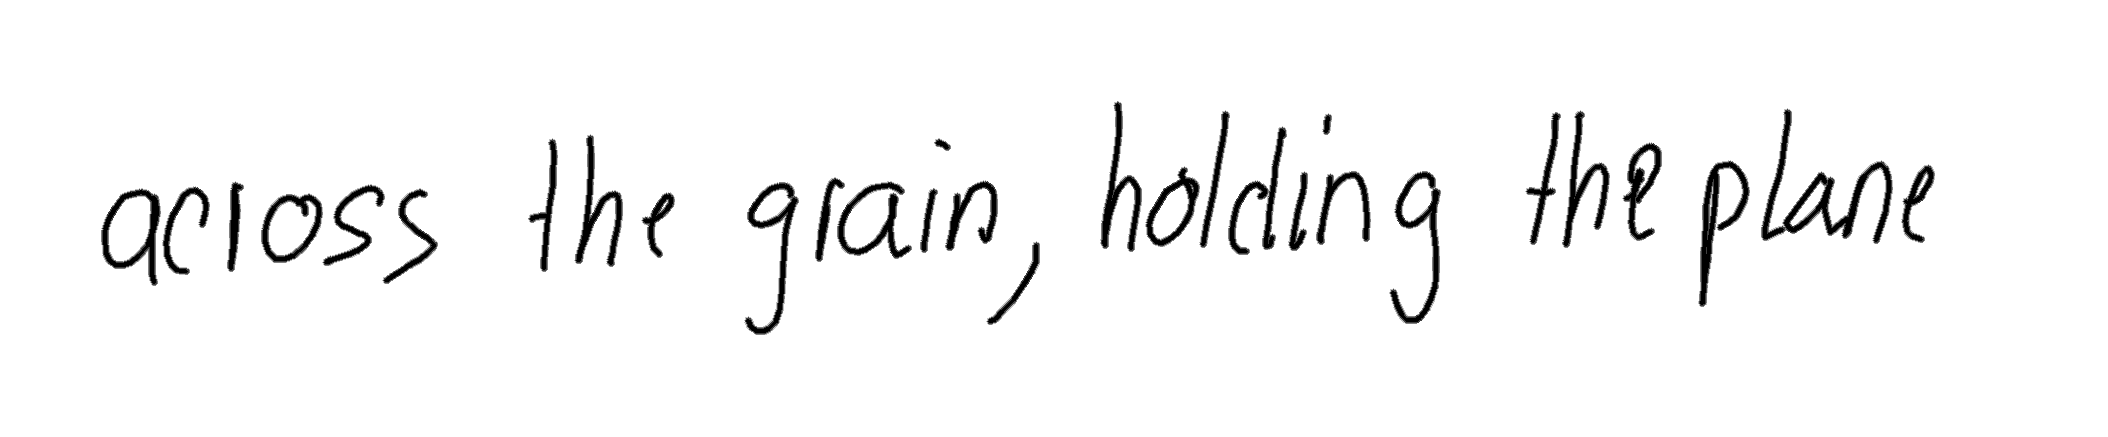 across the grain, holding the plane